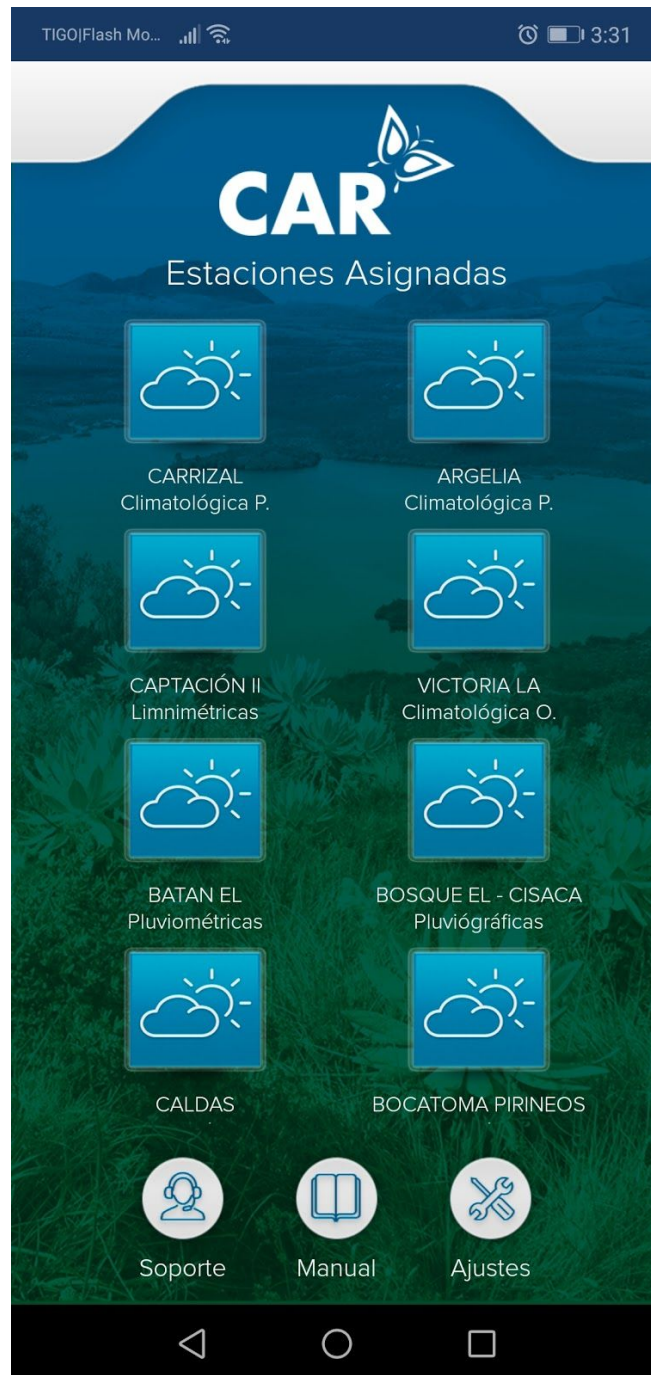 TIGO|Flash Mo... 3:31
CAR
Estaciones Asignadas
CARRIZAL
Climatológica P.
ARGELIA
Climatológica P.
CAPTACIÓN II
Limnimétricas
VICTORIA LA
Climatológica O.
BATAN EL
Pluviométricas
BOSQUE EL - CISACA
Pluviógráficas
CALDAS
BOCATOMA PIRINEOS
Soporte
Manual
Ajustes